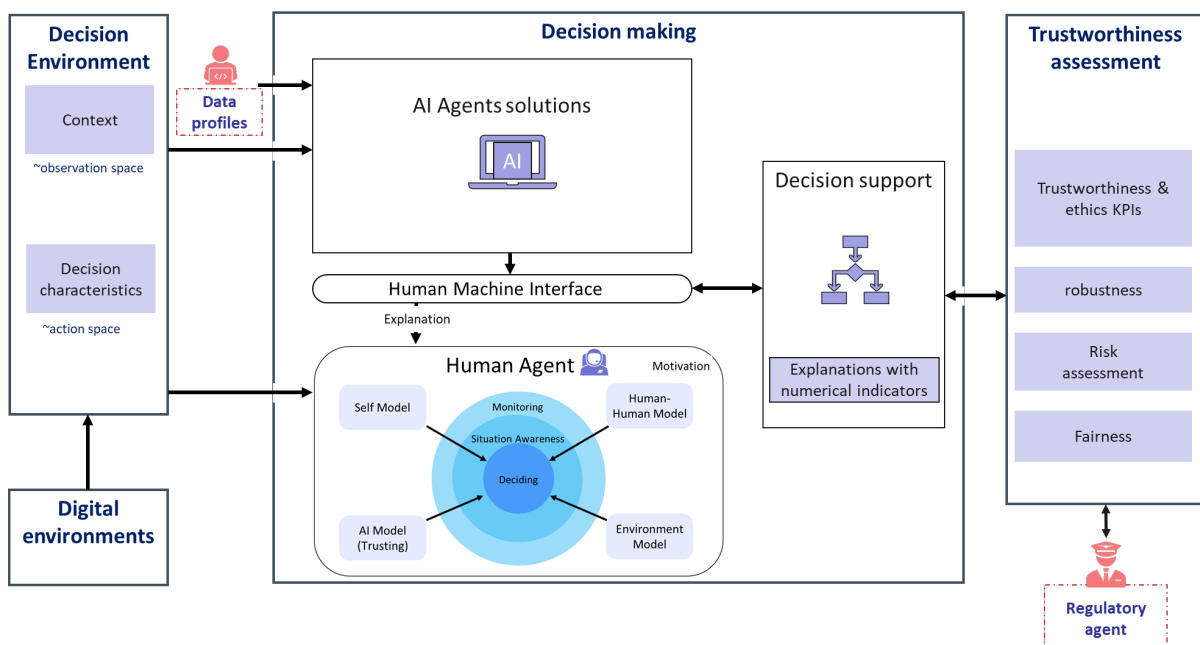 Decision
Environment
Context
~observation space
Decision
characteristics
~action space
Digital
environments
Data
profiles
Decision making
AI Agents solutions
AI
Human Machine Interface
Explanation
Human Agent
Motivation
Self Model
Human-
Human Model
Monitoring
Situation Awareness
Deciding
AI Model
(Trusting)
Environment
Model
Decision support
Explanations with
numerical indicators
Trustworthiness
assessment
Trustworthiness &
ethics KPIs
robustness
Risk
assessment
Fairness
Regulatory
agent